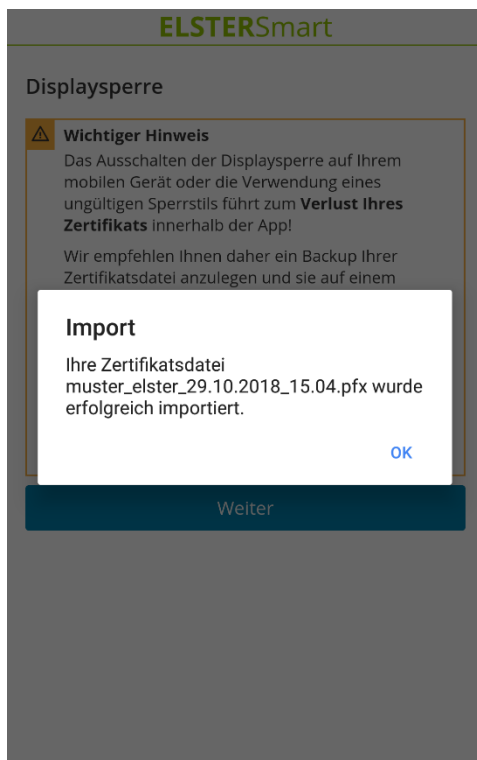 ELSTERSmart
Displaysperre
Wichtiger Hinweis
Das Ausschalten der Displaysperre auf Ihrem
mobilen Gerät oder die Verwendung eines
ungültigen Sperrstils führt zum Verlust Ihres
Zertifikats innerhalb der App!
Wir empfehlen Ihnen daher ein Backup Ihrer
Zertifikatsdatei anzulegen und sie auf einem
Import
Ihre Zertifikatsdatei
muster_elster_29.10.2018_15.04.pfx wurde
erfolgreich importiert.
OK
Weiter